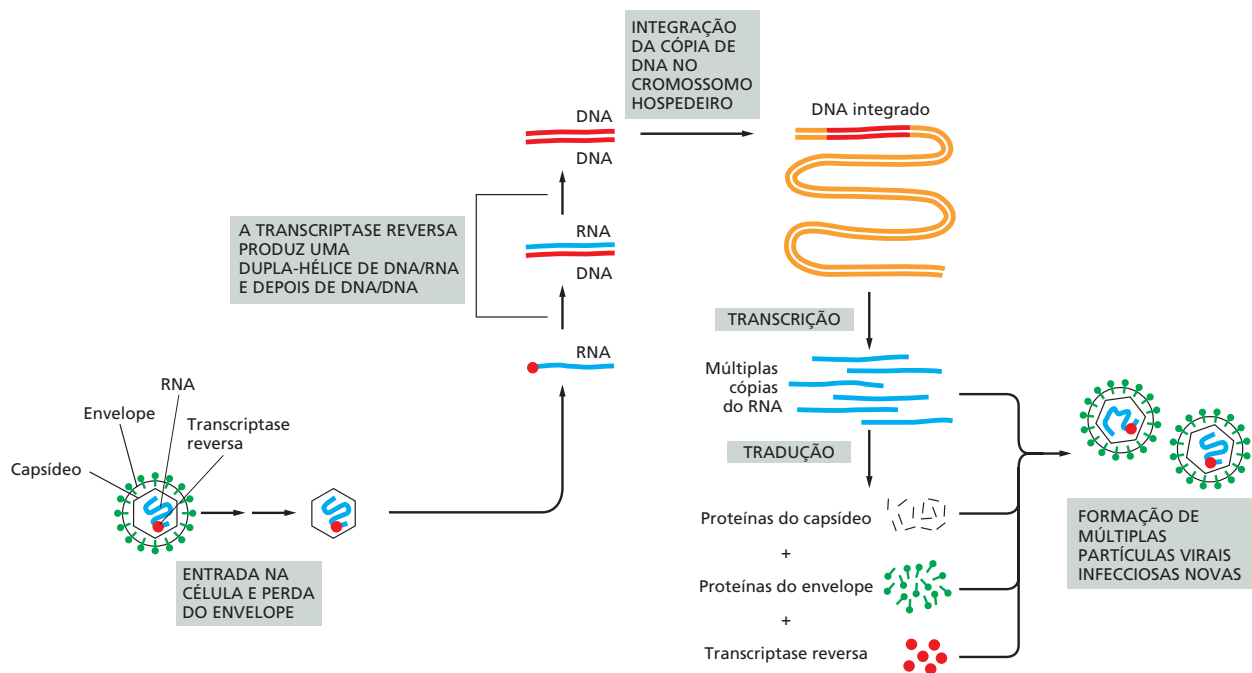 RNA
Envelope
Transcriptase
reversa
Capsídeo
ENTRADA NA
CÉLULA E PERDA
DO ENVELOPE
A TRANSCRIPTASE REVERSA
PRODUZ UMA
DUPLA-HÉLICE DE DNA/RNA
E DEPOIS DE DNA/DNA
RNA
RNA
DNA
DNA
DNA
INTEGRAÇÃO
DA CÓPIA DE
DNA NO
CROMOSSOMO
HOSPEDEIRO
DNA integrado
TRANSCRIÇÃO
Múltiplas
cópias
do RNA
TRADUÇÃO
Proteínas do capsídeo
+
Proteínas do envelope
+
Transcriptase reversa
FORMAÇÃO DE
MÚLTIPLAS
PARTÍCULAS VIRAIS
INFECCIOSAS NOVAS